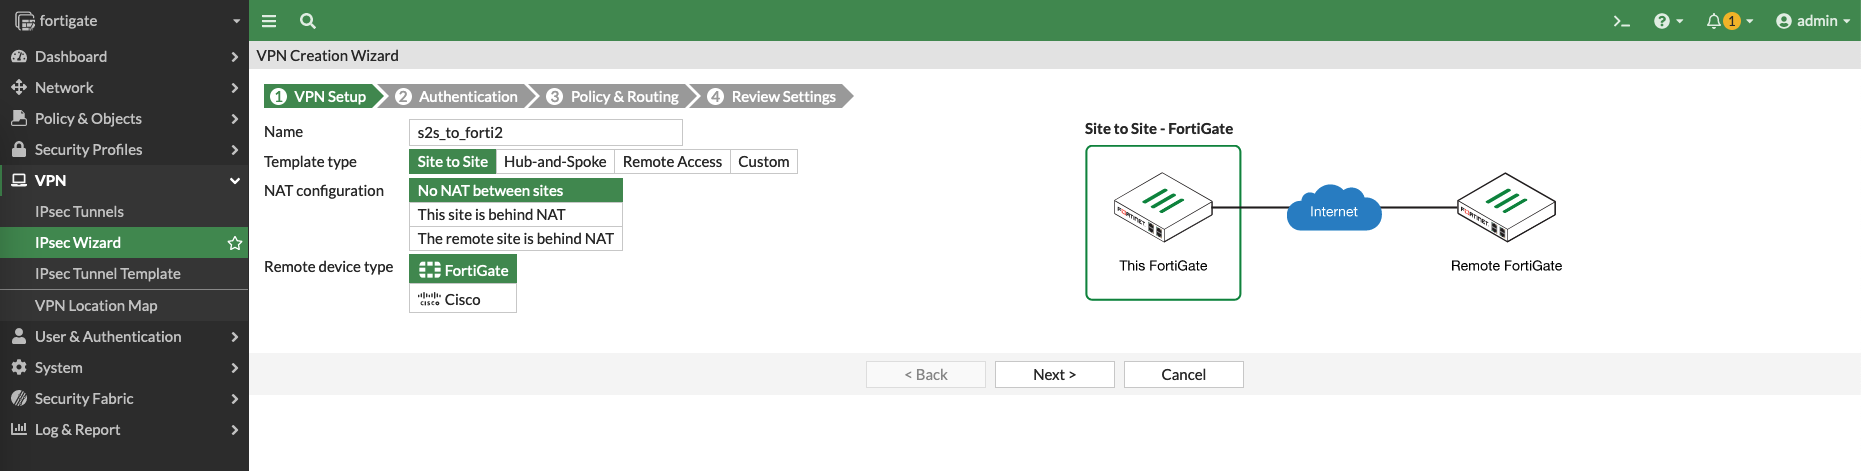 fortigate
1
admin
Dashboard
Network
Policy & Objects
Security Profiles
VPN
IPsec Tunnels
IPsec Wizard
IPsec Tunnel Template
VPN Location Map
User & Authentication
System
Security Fabric
Log & Report
VPN Creation Wizard
1 VPN Setup 2 Authentication 3 Policy & Routing 4 Review Settings
Name s2s_to_forti2
Template type Site to Site Hub-and-Spoke Remote Access Custom
NAT configuration No NAT between sites
This site is behind NAT
The remote site is behind NAT
Remote device type FortiGate
CISCO Cisco
Site to Site - FortiGate
FORTINET
Internet
FORTINET
This FortiGate
Remote FortiGate
< Back Next > Cancel